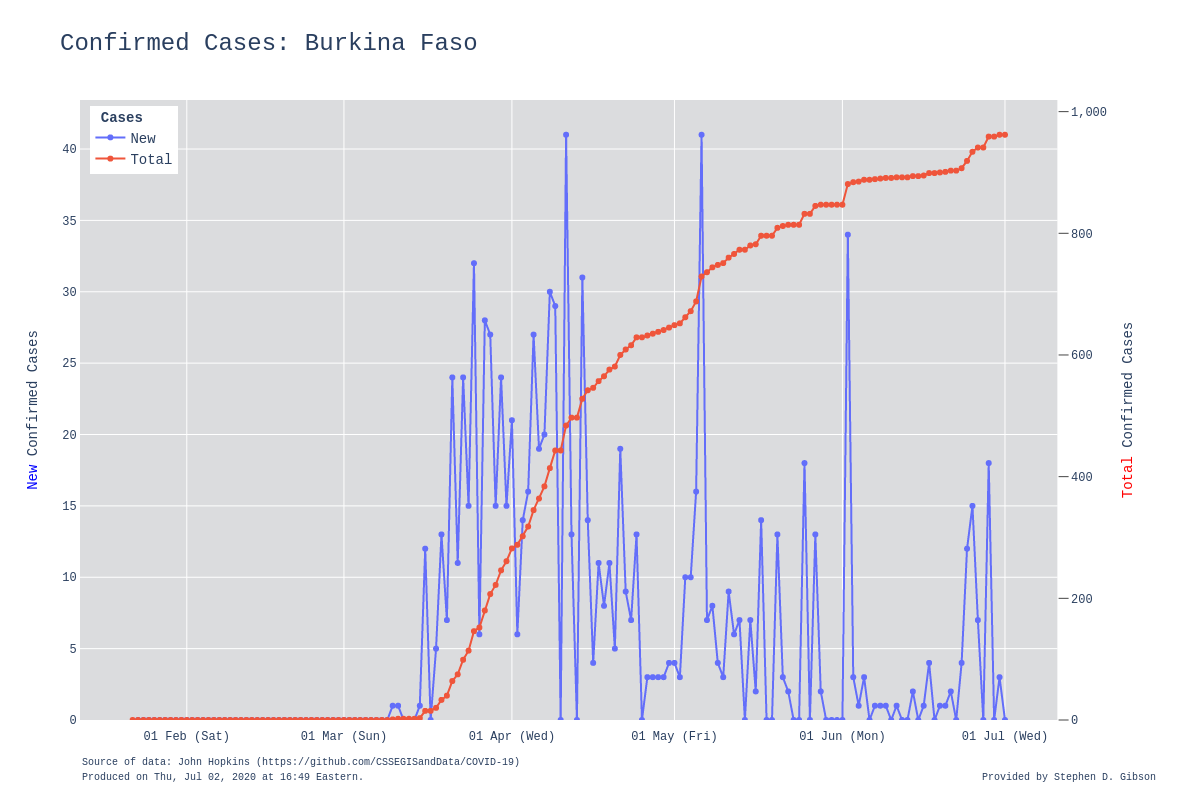 Confirmed Cases: Burkina Faso
Cases
New
Total
40
35
30
25
20
15
10
5
0
1,000
800
600
400
200
0
New Confirmed Cases
Total Confirmed Cases
01 Feb (Sat)
01 Mar (Sun)
01 Apr (Wed)
01 May (Fri)
01 Jun (Mon)
01 Jul (Wed)
Source of data: John Hopkins (https://github.com/CSSEGISandData/COVID-19)
Produced on Thu, Jul 02, 2020 at 16:49 Eastern.
Provided by Stephen D. Gibson